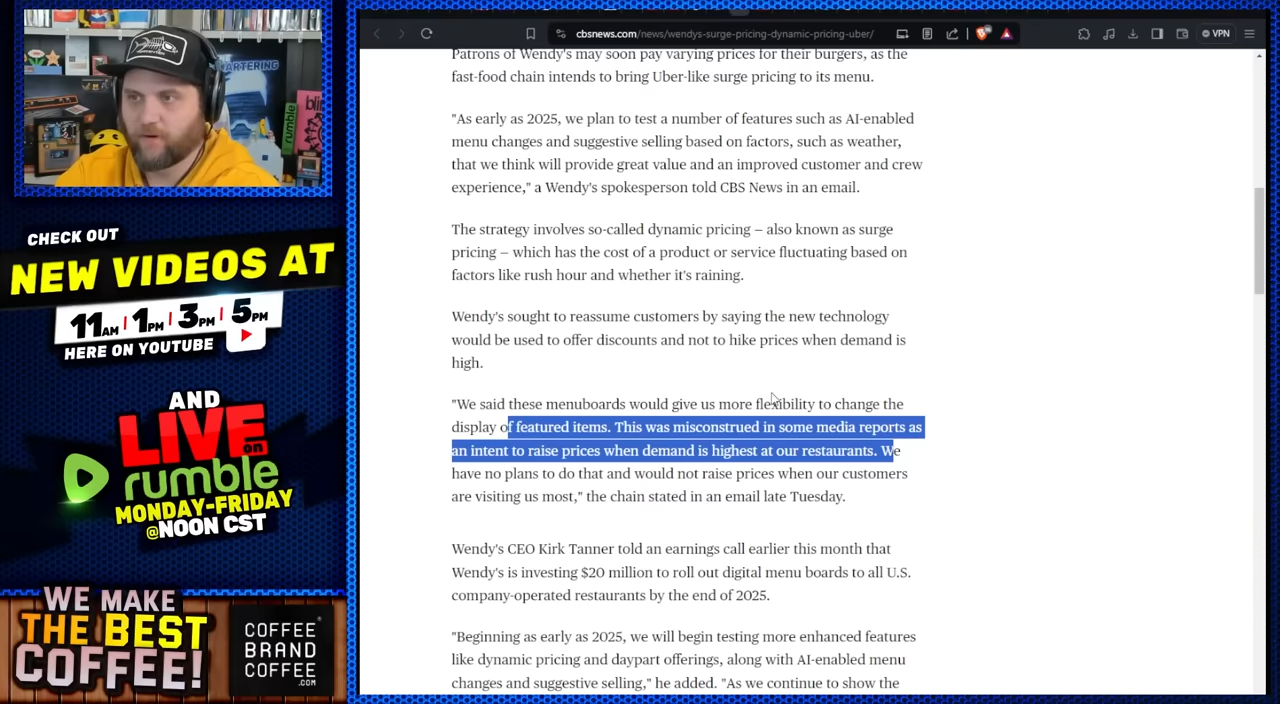 CHECK OUT
NEW VIDEOS AT
11AM | 1PM | 3PM | 5PM
HERE ON YOUTUBE
AND
LIVE on
rumble
MONDAY-FRIDAY
@NOON CST
WE MAKE
THE BEST
COFFEE!
COFFEE
BRAND
COFFEE
.COM
rumble
cbsnews.com/news/wendys-surge-pricing-dynamic-pricing-uber/
VPN
Patrons of Wendy's may soon pay varying prices for their burgers, as the
fast-food chain intends to bring Uber-like surge pricing to its menu.
"As early as 2025, we plan to test a number of features such as AI-enabled
menu changes and suggestive selling based on factors, such as weather,
that we think will provide great value and an improved customer and crew
experience," a Wendy's spokesperson told CBS News in an email.
The strategy involves so-called dynamic pricing — also known as surge
pricing — which has the cost of a product or service fluctuating based on
factors like rush hour and whether it's raining.
Wendy's sought to reassume customers by saying the new technology
would be used to offer discounts and not to hike prices when demand is
high.
"We said these menuboards would give us more flexibility to change the
display of featured items. This was misconstrued in some media reports as
an intent to raise prices when demand is highest at our restaurants. We
have no plans to do that and would not raise prices when our customers
are visiting us most," the chain stated in an email late Tuesday.
Wendy's CEO Kirk Tanner told an earnings call earlier this month that
Wendy's is investing $20 million to roll out digital menu boards to all U.S.
company-operated restaurants by the end of 2025.
"Beginning as early as 2025, we will begin testing more enhanced features
like dynamic pricing and daypart offerings, along with AI-enabled menu
changes and suggestive selling," he added. "As we continue to show the